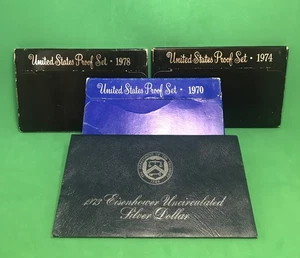 United States Proof Set • 1978
United States Proof Set • 1974
United States Proof Set • 1970
1973 Eisenhower Uncirculated
Silver Dollar